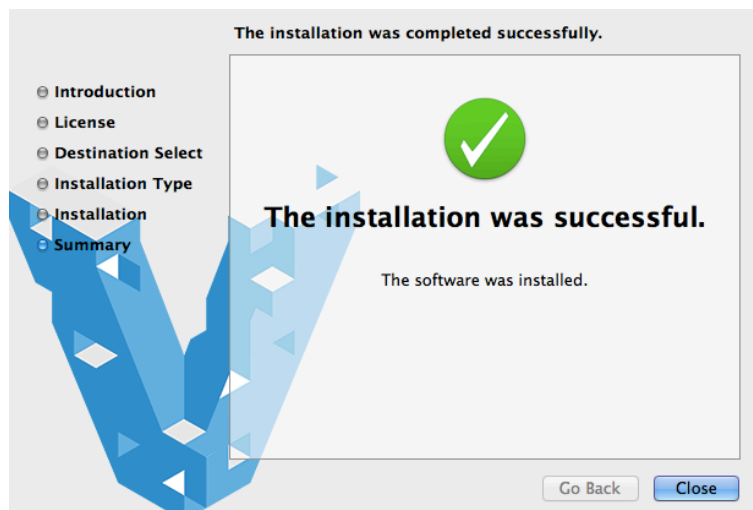 The installation was completed successfully.
Introduction
License
Destination Select
Installation Type
Installation
Summary
The installation was successful.
The software was installed.
Go Back
Close